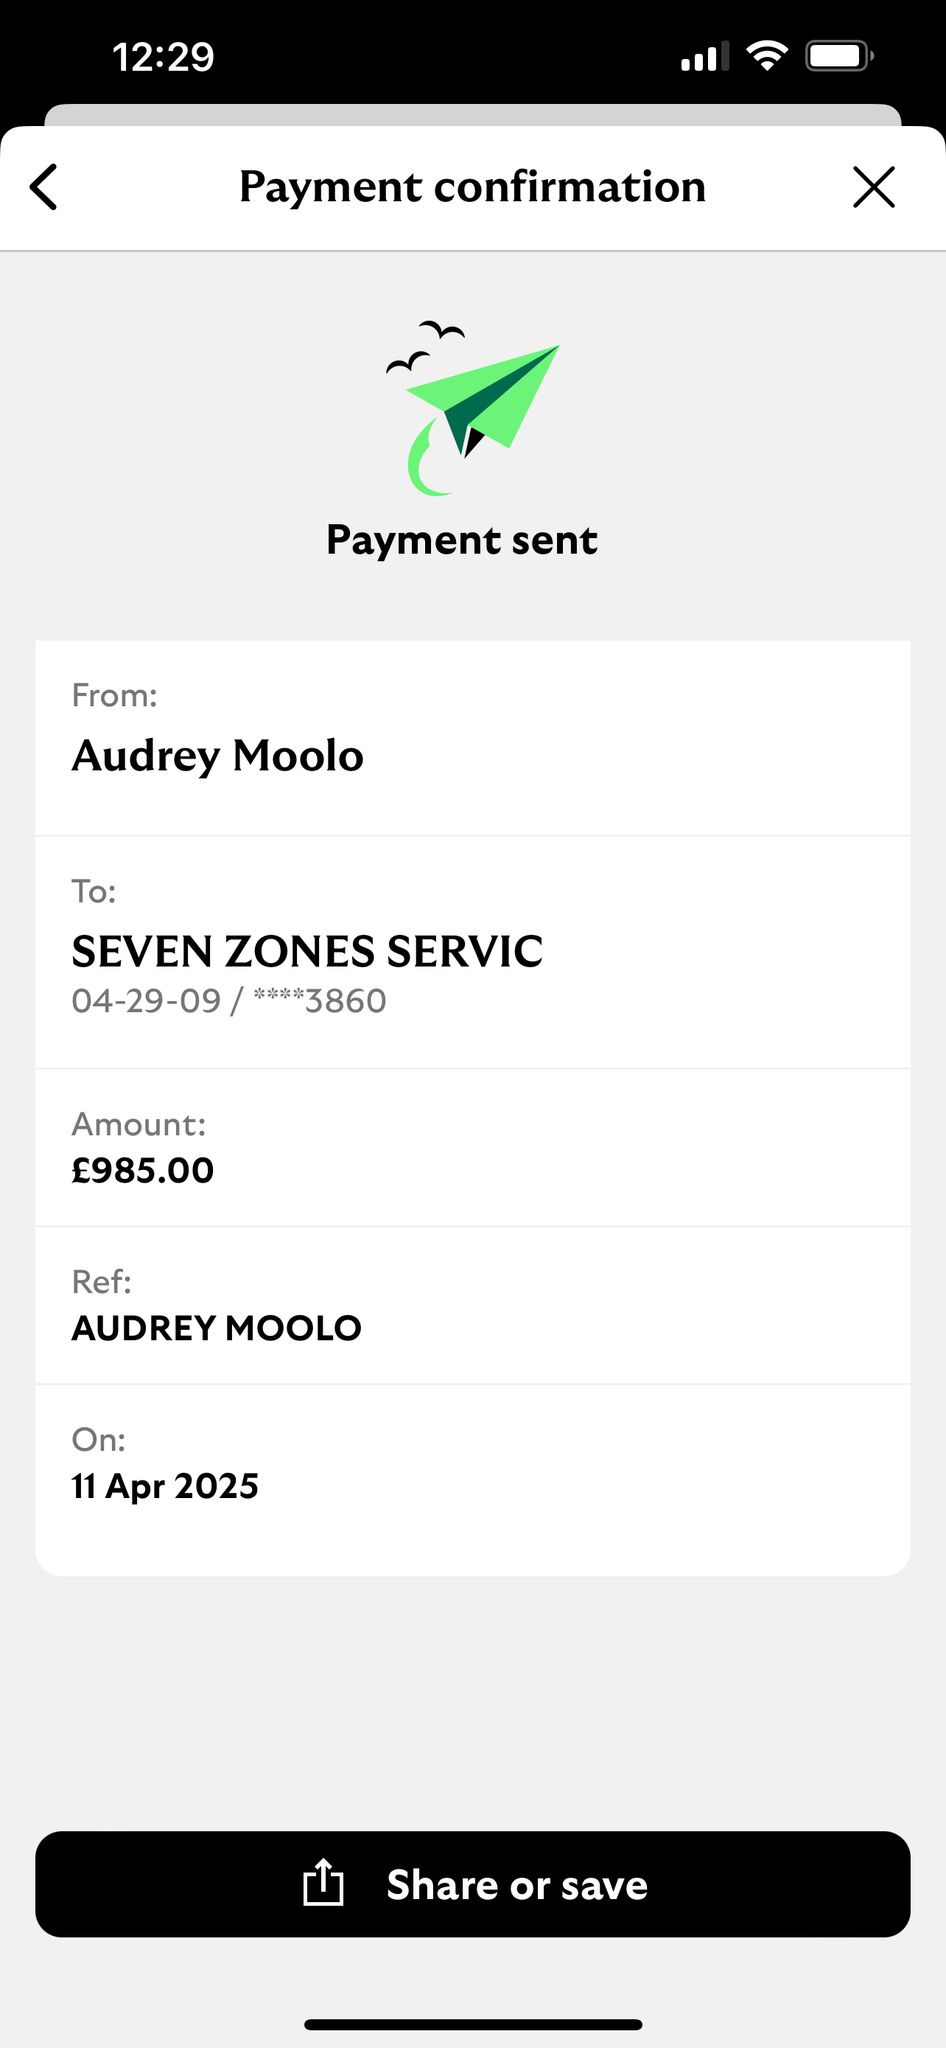 12:29
Payment confirmation
Payment sent
From:
Audrey Moolo
To:
SEVEN ZONES SERVIC
04-29-09 / ****3860
Amount:
£985.00
Ref:
AUDREY MOOLO
On:
11 Apr 2025
Share or save